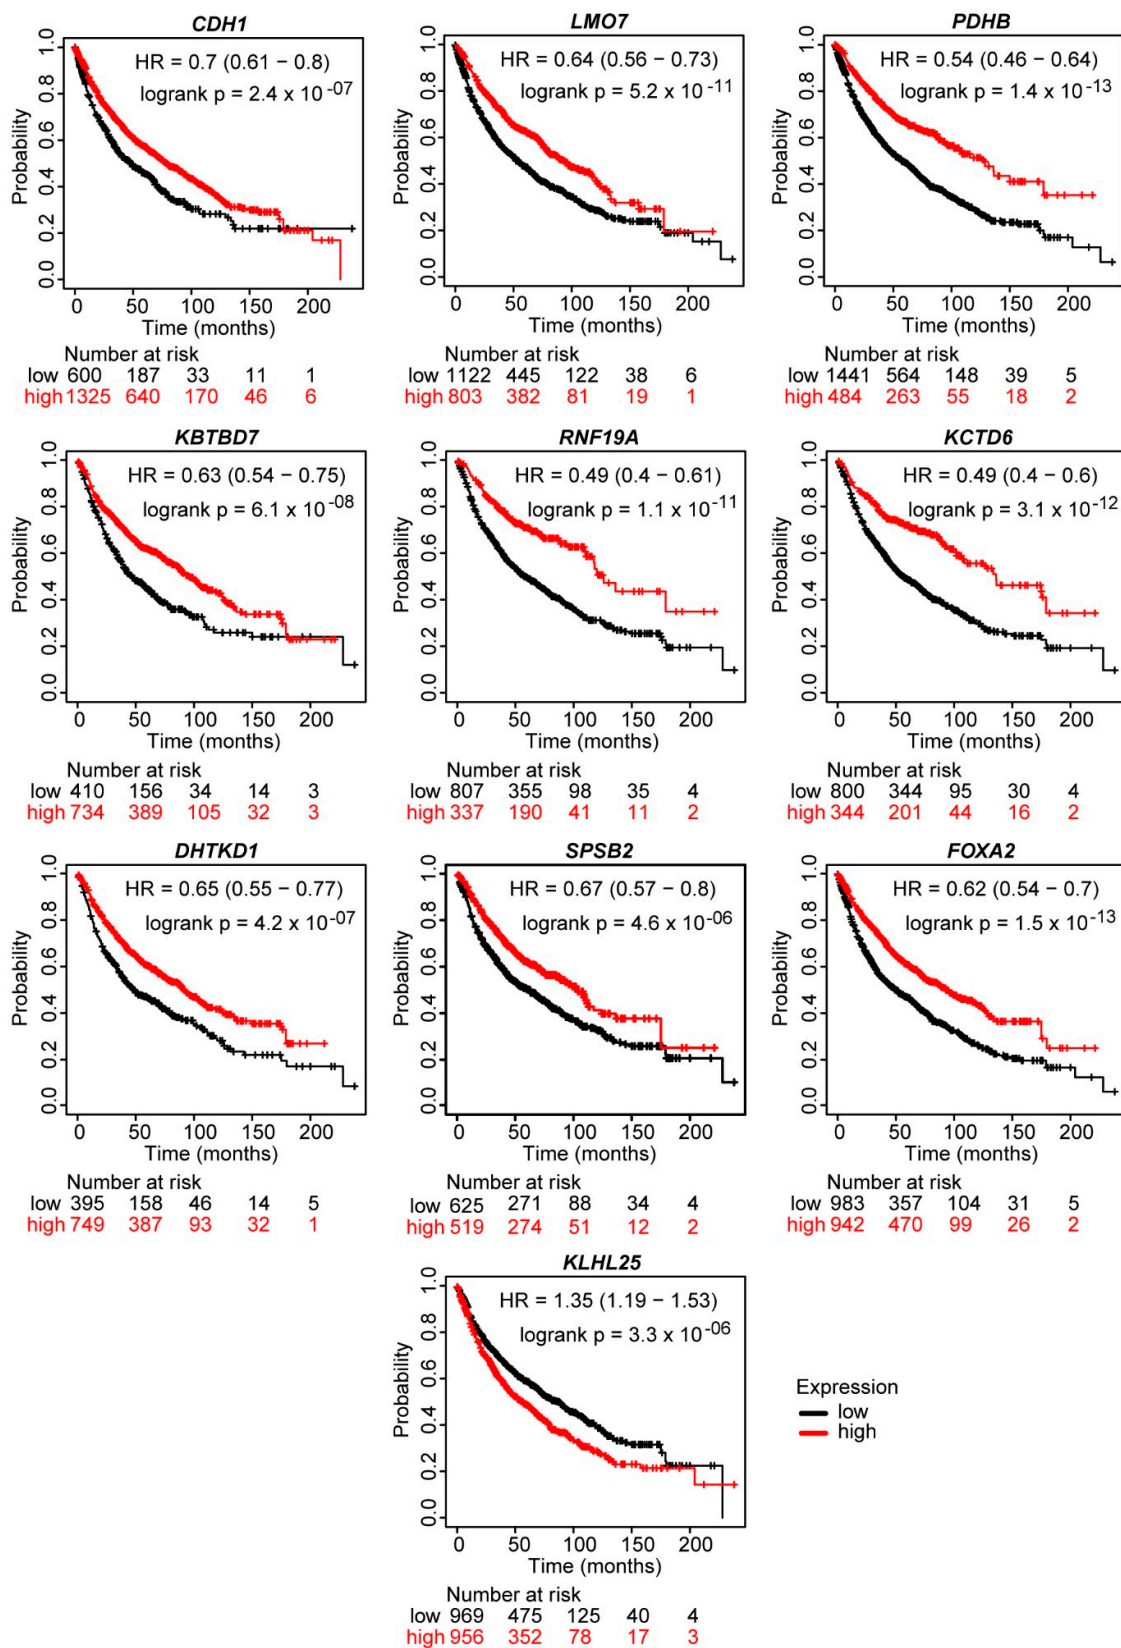 CDH1
HR = 0.7 (0.61 − 0.8)
logrank p = 2.4 x 10 -07
Probability
1.0
0.8
0.6
0.4
0.2
0.0
0 50 100 150 200
Time (months)
Number at risk
low 600 187 33 11 1
high 1325 640 170 46 6
LMO7
HR = 0.64 (0.56 − 0.73)
logrank p = 5.2 x 10 -11
Probability
1.0
0.8
0.6
0.4
0.2
0.0
0 50 100 150 200
Time (months)
Number at risk
low 1122 445 122 38 6
high 803 382 81 19 1
PDHB
HR = 0.54 (0.46 − 0.64)
logrank p = 1.4 x 10 -13
Probability
1.0
0.8
0.6
0.4
0.2
0.0
0 50 100 150 200
Time (months)
Number at risk
low 1441 564 148 39 5
high 484 263 55 18 2
KBTBD7
HR = 0.63 (0.54 − 0.75)
logrank p = 6.1 x 10 -08
Probability
1.0
0.8
0.6
0.4
0.2
0.0
0 50 100 150 200
Time (months)
Number at risk
low 410 156 34 14 3
high 734 389 105 32 3
RNF19A
HR = 0.49 (0.4 − 0.61)
logrank p = 1.1 x 10 -11
Probability
1.0
0.8
0.6
0.4
0.2
0.0
0 50 100 150 200
Time (months)
Number at risk
low 807 355 98 35 4
high 337 190 41 11 2
KCTD6
HR = 0.49 (0.4 − 0.6)
logrank p = 3.1 x 10 -12
Probability
1.0
0.8
0.6
0.4
0.2
0.0
0 50 100 150 200
Time (months)
Number at risk
low 800 344 95 30 4
high 344 201 44 16 2
DHTKD1
HR = 0.65 (0.55 − 0.77)
logrank p = 4.2 x 10 -07
Probability
1.0
0.8
0.6
0.4
0.2
0.0
0 50 100 150 200
Time (months)
Number at risk
low 395 158 46 14 5
high 749 387 93 32 1
SPSB2
HR = 0.67 (0.57 − 0.8)
logrank p = 4.6 x 10 -06
Probability
1.0
0.8
0.6
0.4
0.2
0.0
0 50 100 150 200
Time (months)
Number at risk
low 625 271 88 34 4
high 519 274 51 12 2
FOXA2
HR = 0.62 (0.54 − 0.7)
logrank p = 1.5 x 10 -13
Probability
1.0
0.8
0.6
0.4
0.2
0.0
0 50 100 150 200
Time (months)
Number at risk
low 983 357 104 31 5
high 942 470 99 26 2
KLHL25
HR = 1.35 (1.19 − 1.53)
logrank p = 3.3 x 10 -06
Probability
1.0
0.8
0.6
0.4
0.2
0.0
0 50 100 150 200
Time (months)
Number at risk
low 969 475 125 40 4
high 956 352 78 17 3
Expression
low
high